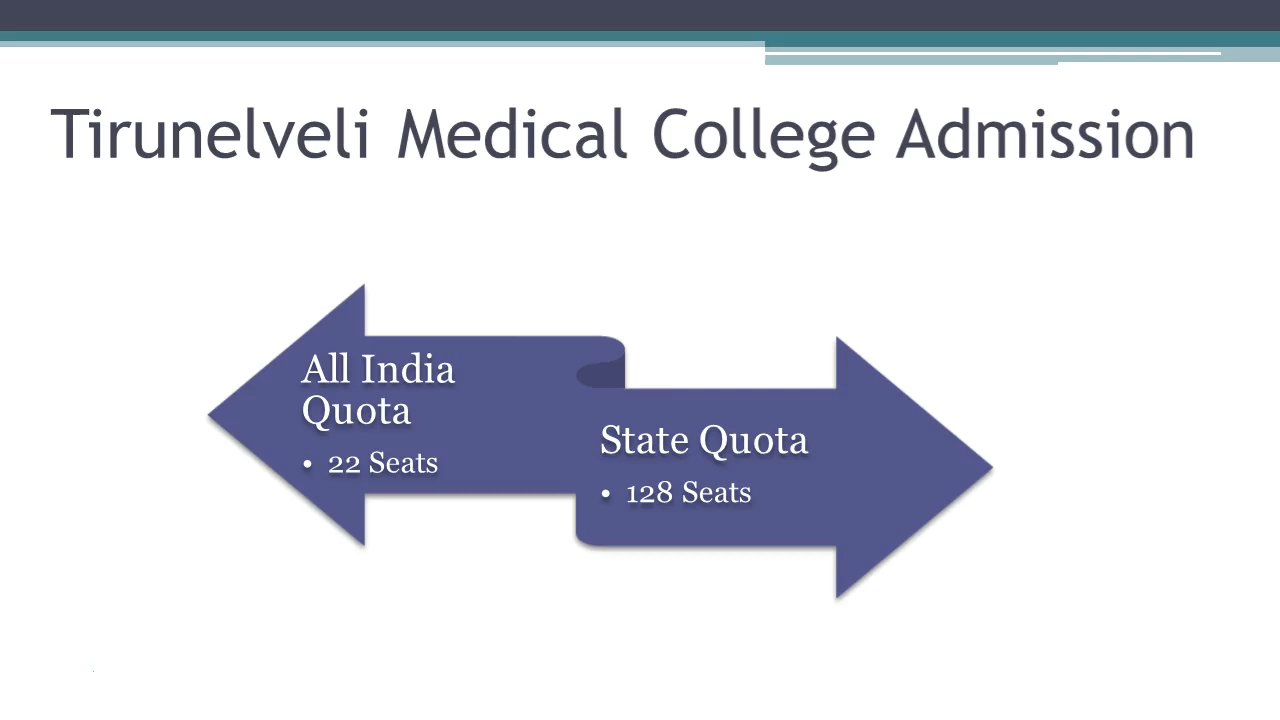 Tirunelveli Medical College Admission
All India
Quota
• 22 Seats
State Quota
• 128 Seats